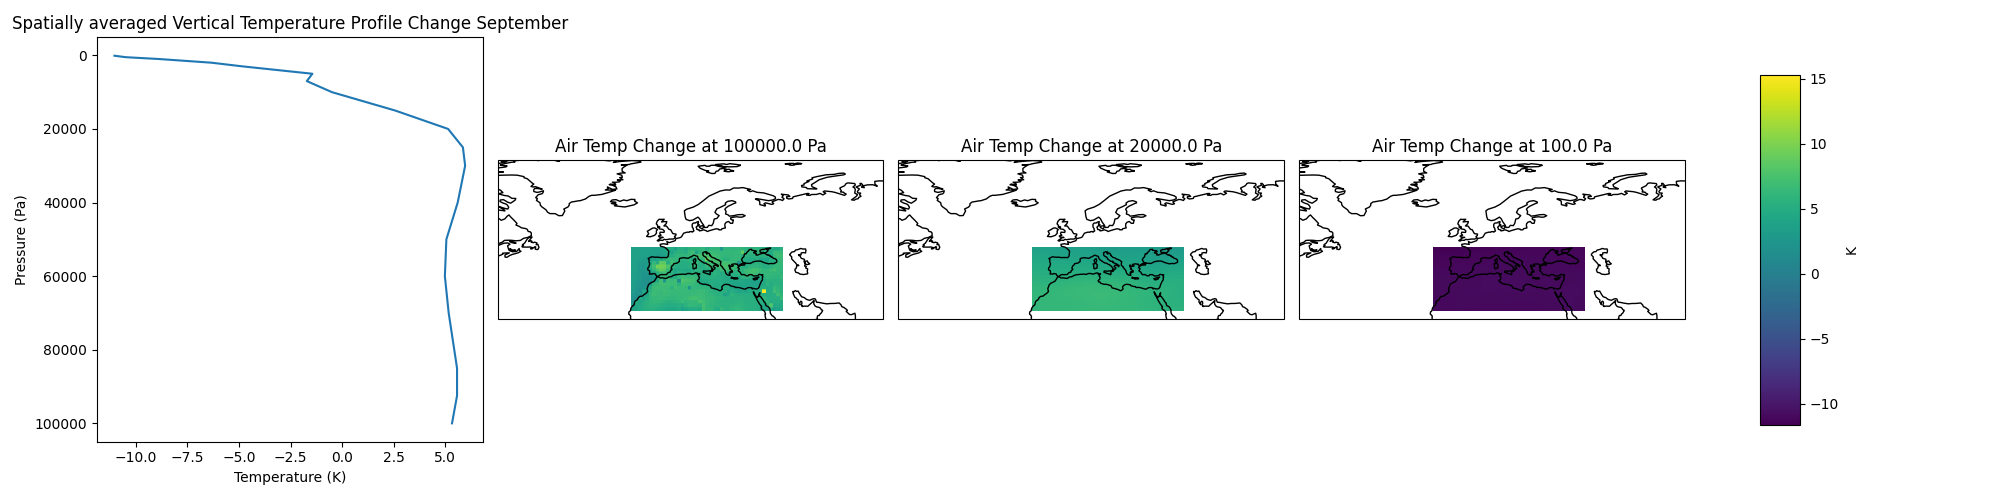 Spatially averaged Vertical Temperature Profile Change September
0
20000
40000
60000
80000
100000
Pressure (Pa)
−10.0 −7.5 −5.0 −2.5 0.0 2.5 5.0
Temperature (K)
Air Temp Change at 100000.0 Pa
Air Temp Change at 20000.0 Pa
Air Temp Change at 100.0 Pa
15
10
5
0
−5
−10
K